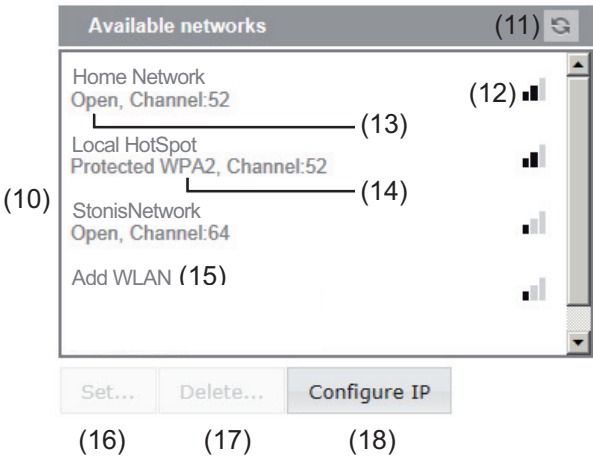 Available networks (11)
Home Network
Open, Channel:52 (12)
(13)
Local HotSpot
Protected WPA2, Channel:52
(14)
(10)
StonisNetwork
Open, Channel:64
Add WLAN (15)
Set... Delete... Configure IP
(16) (17) (18)